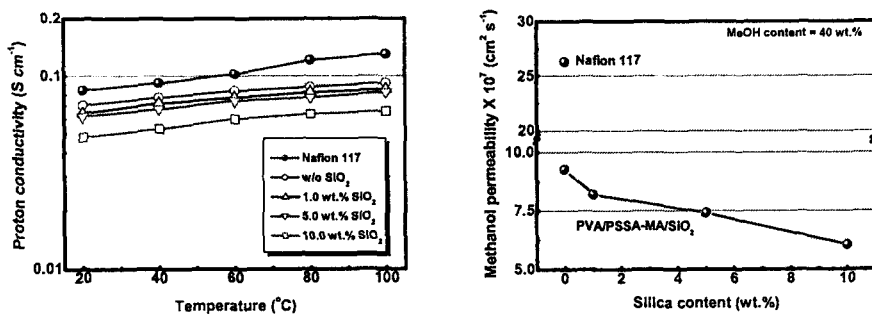 0.2
0.1
0.01
Proton conductivity (S cm⁻¹)
Nafion 117
w/o SiO₂
1.0 wt.% SiO₂
5.0 wt.% SiO₂
10.0 wt.% SiO₂
20 40 60 80 100
Temperature (°C)
30
25
20
10.0
7.5
5.0
Methanol permeability X 10⁷ (cm² s⁻¹)
MeOH content = 40 wt.%
Nafion 117
PVA/PSSA-MA/SiO₂
0 2 4 6 8 10
Silica content (wt.%)